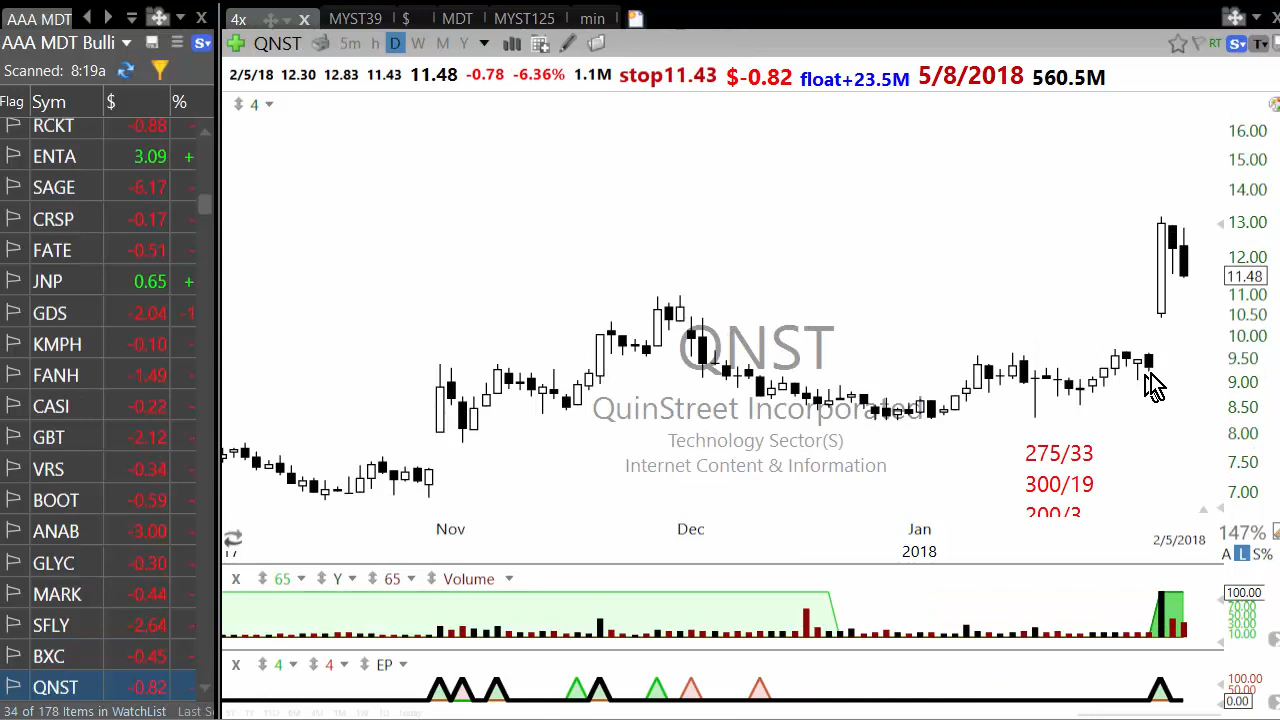 AAA MDT
4x
MYST39
$
MDT
MYST125
min
AAA MDT Bulli
S
Scanned: 8:19a
Flag Sym $ %
RCKT -0.88 -
ENTA 3.09 +
SAGE -6.17 -
CRSP -0.17 -
FATE -0.51 -
JNP 0.65 +
GDS -2.04 -1
KMPH -0.10 -
FANH -1.49 -
CASI -0.22 -
GBT -2.12 -
VRS -0.34 -
BOOT -0.59 -
ANAB -3.00 -
GLYC -0.30 -
MARK -0.44 -
SFLY -2.64 -
BXC -0.45 -
QNST -0.82 -
34 of 178 Items in WatchList Last S
QNST 5m h D W M Y RT S T
2/5/18 12.30 12.83 11.43 11.48 -0.78 -6.36% 1.1M stop11.43 $-0.82 float+23.5M 5/8/2018 560.5M
4
16.00
15.00
14.00
13.00
12.00
11.48
11.00
10.50
10.00
9.50
9.00
8.50
8.00
7.50
7.00
QNST
QuinStreet Incorporated
Technology Sector(S)
Internet Content & Information
275/33
300/19
200/3
Nov Dec Jan
2018
17
2/5/2018
147%
A L S%
X 65 Y 65 Volume
100.00
70.00
50.00
30.00
10.00
X 4 4 EP
100.00
50.00
0.00